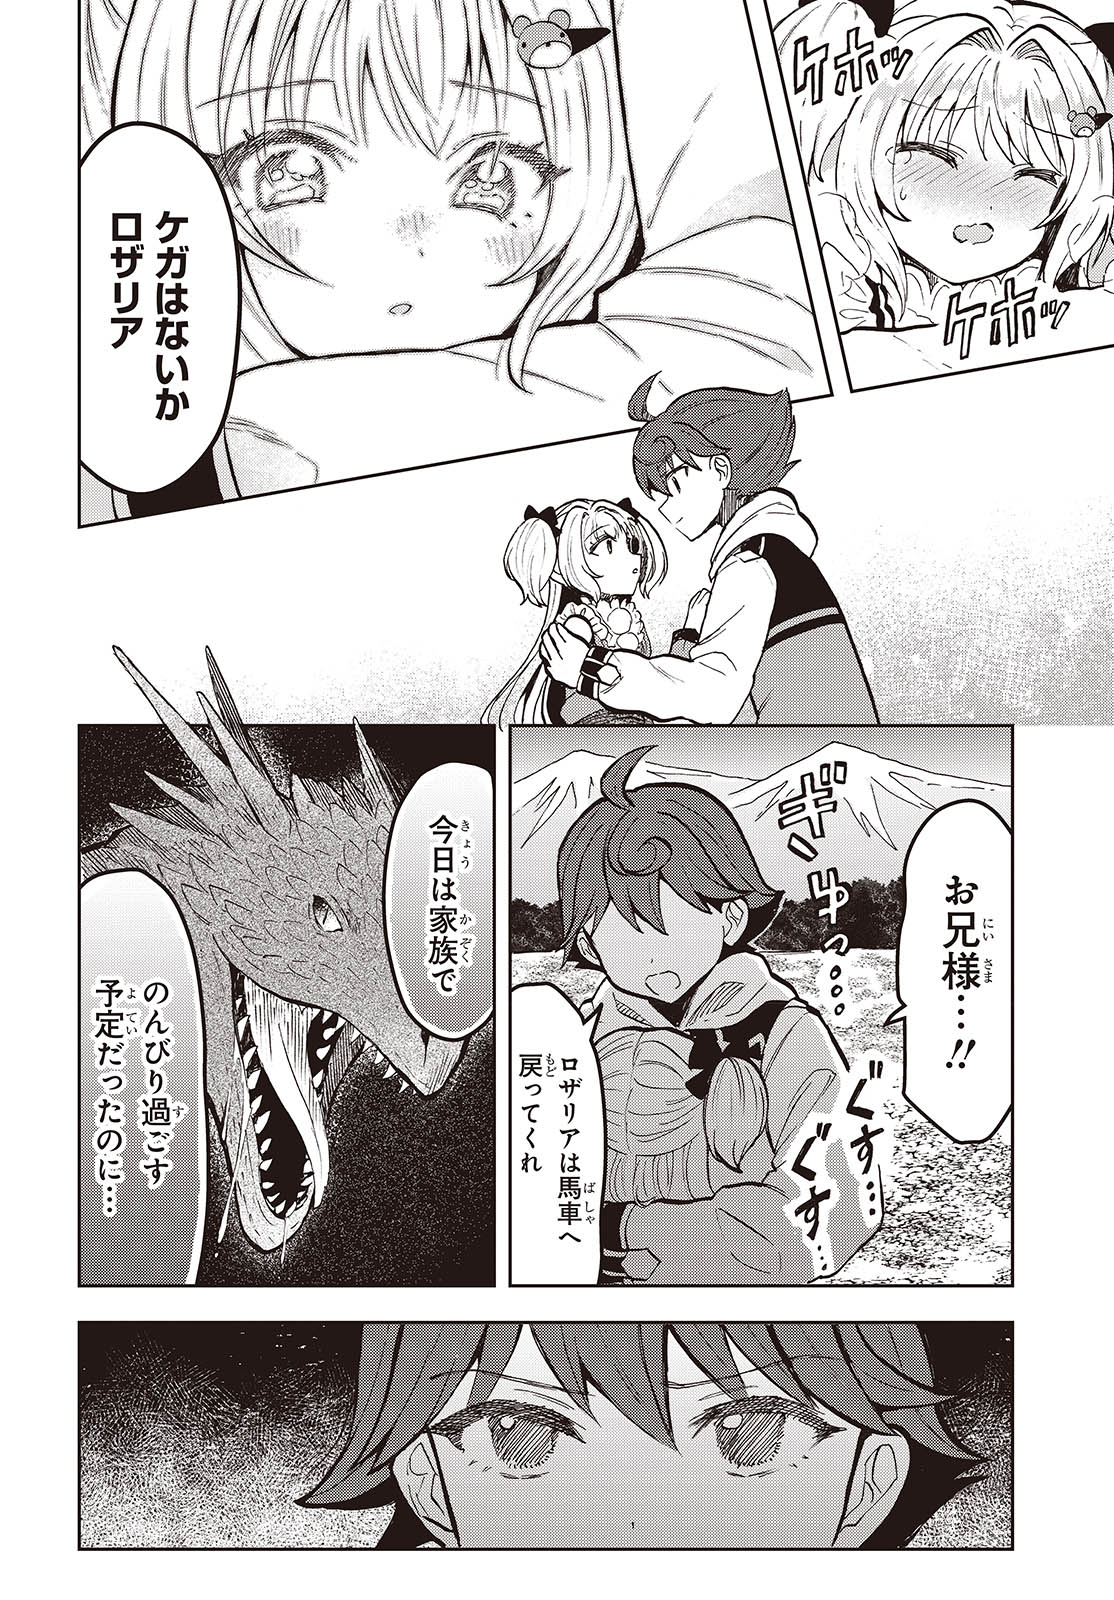 ケホッ
ケホッ
ケガはないか
ロザリア
お兄様…!!
ギゅっ…
ぐす…
ぐす…
ロザリアは馬車へ
戻ってくれ
今日は家族で
のんびり過ごす
予定だったのに…